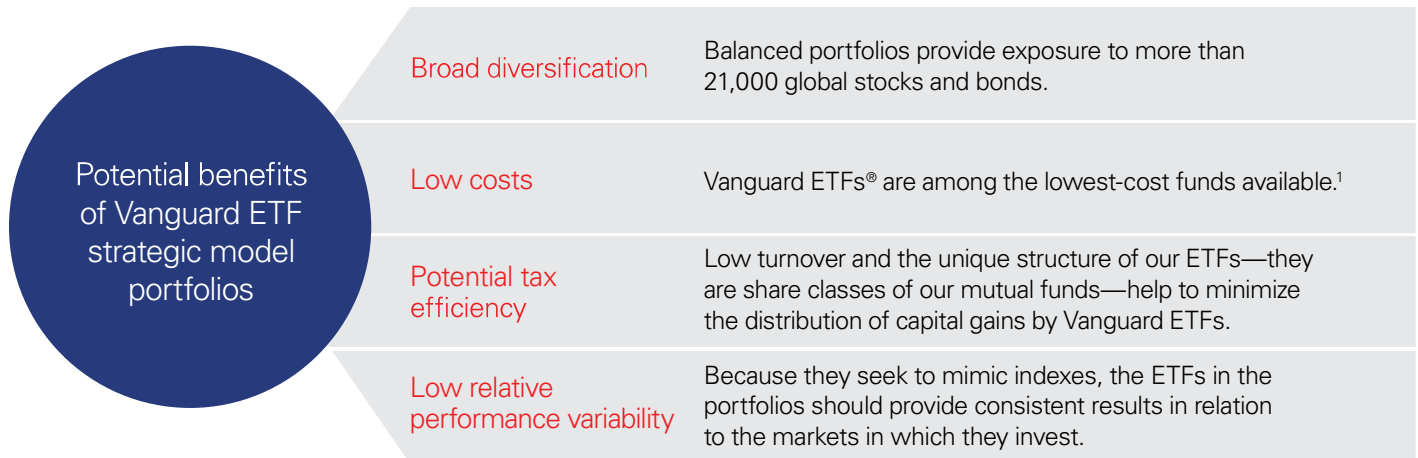 Potential benefits
of Vanguard ETF
strategic model
portfolios
Broad diversification
Balanced portfolios provide exposure to more than
21,000 global stocks and bonds.
Low costs
Vanguard ETFs® are among the lowest-cost funds available.¹
Potential tax
efficiency
Low turnover and the unique structure of our ETFs—they
are share classes of our mutual funds—help to minimize
the distribution of capital gains by Vanguard ETFs.
Low relative
performance variability
Because they seek to mimic indexes, the ETFs in the
portfolios should provide consistent results in relation
to the markets in which they invest.